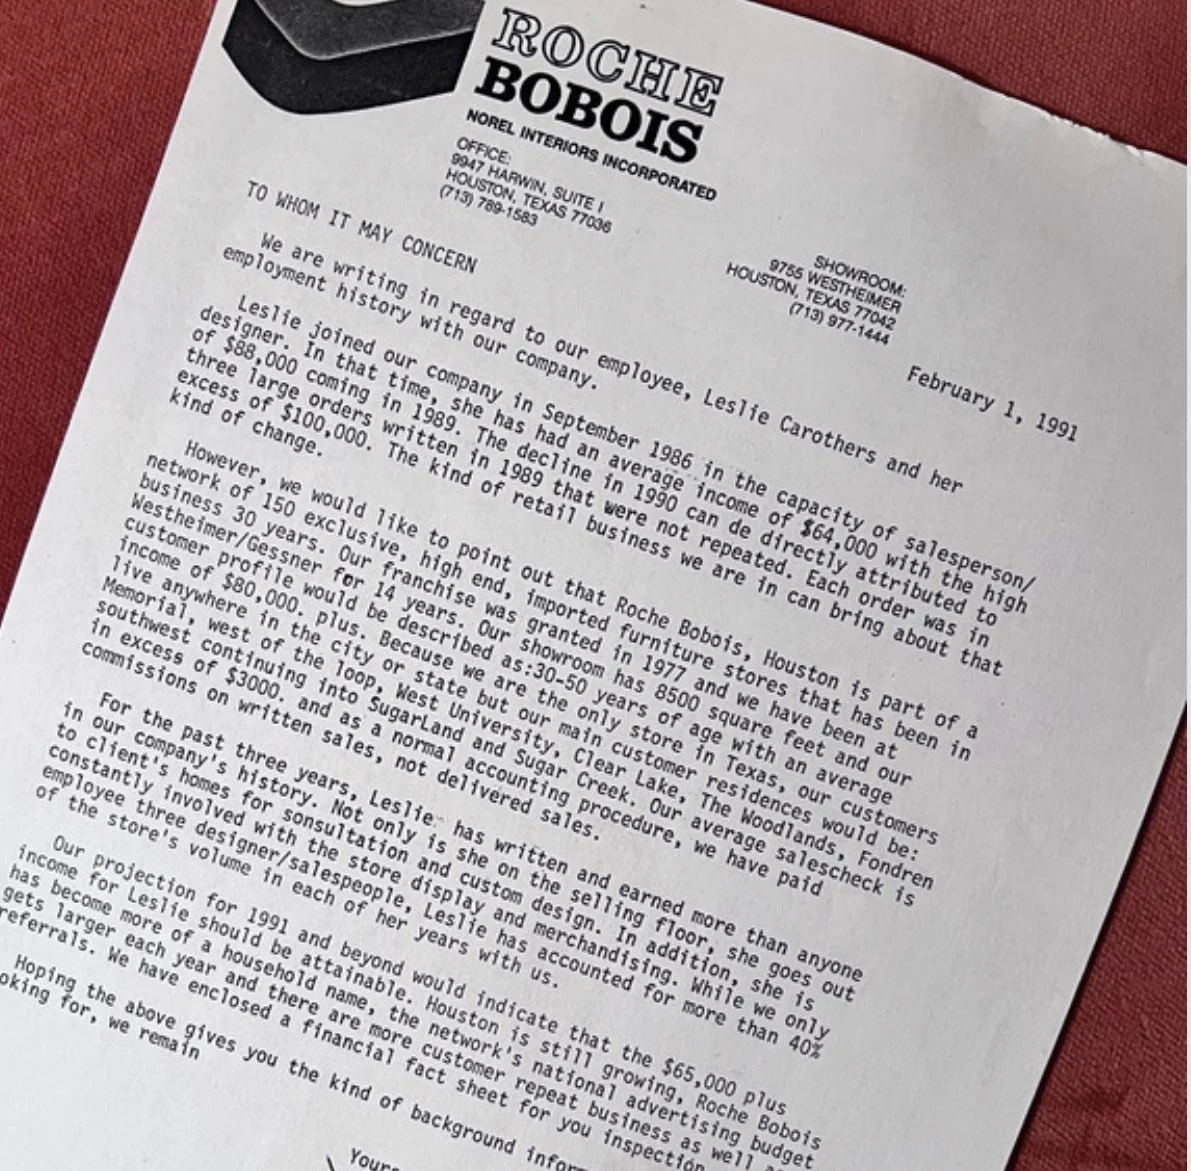 ROCHE
BOBOIS
NOREL INTERIORS INCORPORATED
OFFICE:
9947 HARWIN, SUITE I
HOUSTON, TEXAS 77036
(713) 789-1583
SHOWROOM:
9755 WESTHEIMER
HOUSTON, TEXAS 77042
(713) 977-1444
February 1, 1991
TO WHOM IT MAY CONCERN
We are writing in regard to our employee, Leslie Carothers and her
employment history with our company.
Leslie joined our company in September 1986 in the capacity of salesperson/
designer. In that time, she has had an average income of $64,000 with the high
of $88,000 coming in 1989. The decline in 1990 can de directly attributed to
three large orders written in 1989 that were not repeated. Each order was in
excess of $100,000. The kind of retail business we are in can bring about that
kind of change.
However, we would like to point out that Roche Bobois, Houston is part of a
network of 150 exclusive, high end, imported furniture stores that has been in
business 30 years. Our franchise was granted in 1977 and we have been at
Westheimer/Gessner for 14 years. Our showroom has 8500 square feet and our
customer profile would be described as:30-50 years of age with an average
income of $80,000. plus. Because we are the only store in Texas, our customers
live anywhere in the city or state but our main customer residences would be:
Memorial, west of the loop, West University, Clear Lake, The Woodlands, Fondren
southwest continuing into SugarLand and Sugar Creek. Our average salescheck is
in excess of $3000. and as a normal accounting procedure, we have paid
commissions on written sales, not delivered sales.
For the past three years, Leslie has written and earned more than anyone
in our company's history. Not only is she on the selling floor, she goes out
to client's homes for sonsultation and custom design. In addition, she is
constantly involved with the store display and merchandising. While we only
employee three designer/salespeople, Leslie has accounted for more than 40%
of the store's volume in each of her years with us.
Our projection for 1991 and beyond would indicate that the $65,000 plus
income for Leslie should be attainable. Houston is still growing, Roche Bobois
has become more of a household name, the network's national advertising budget
gets larger each year and there are more customer repeat business as well
referrals. We have enclosed a financial fact sheet for you inspection
Hoping the above gives you the kind of background
for, we remain
Yours